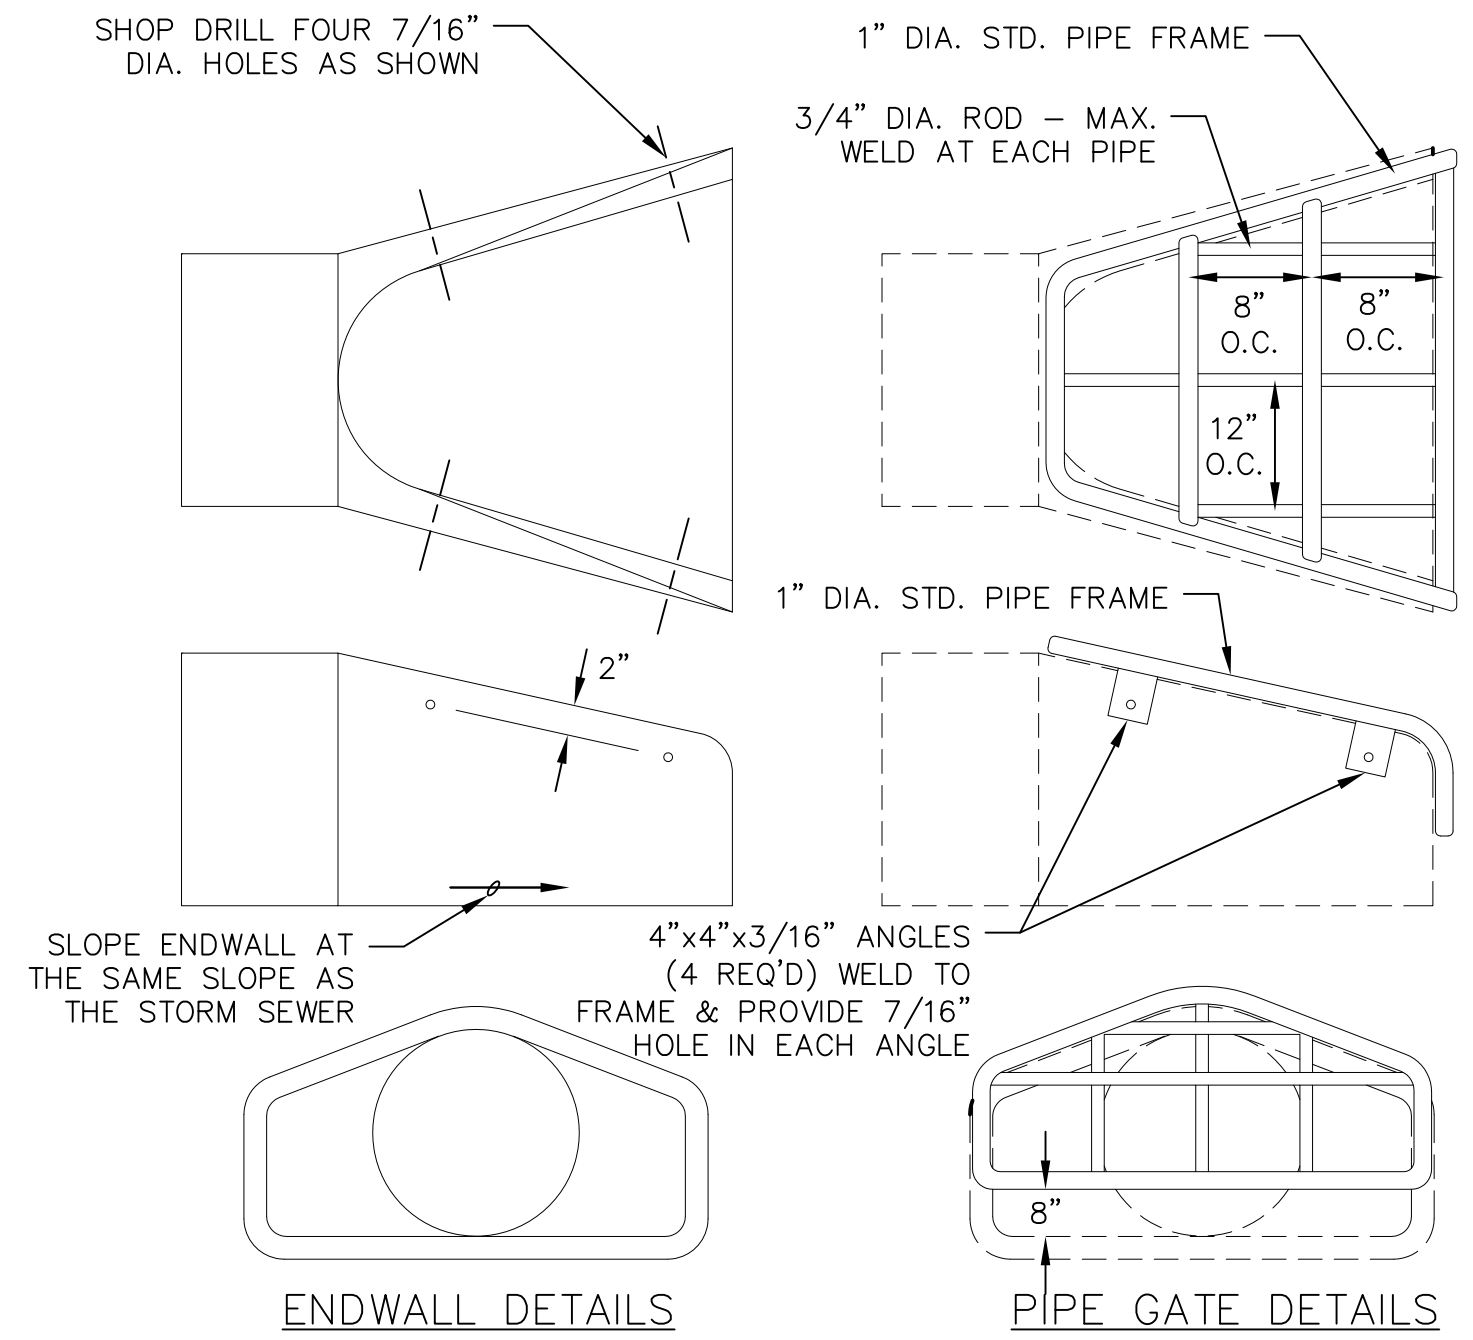 SHOP DRILL FOUR 7/16”
DIA. HOLES AS SHOWN
1” DIA. STD. PIPE FRAME
3/4” DIA. ROD – MAX.
WELD AT EACH PIPE
8”
O.C.
8”
O.C.
12”
O.C.
1” DIA. STD. PIPE FRAME
2”
SLOPE ENDWALL AT
THE SAME SLOPE AS
THE STORM SEWER
4”x4”x3/16” ANGLES
(4 REQ'D) WELD TO
FRAME & PROVIDE 7/16”
HOLE IN EACH ANGLE
8”
ENDWALL DETAILS
PIPE GATE DETAILS